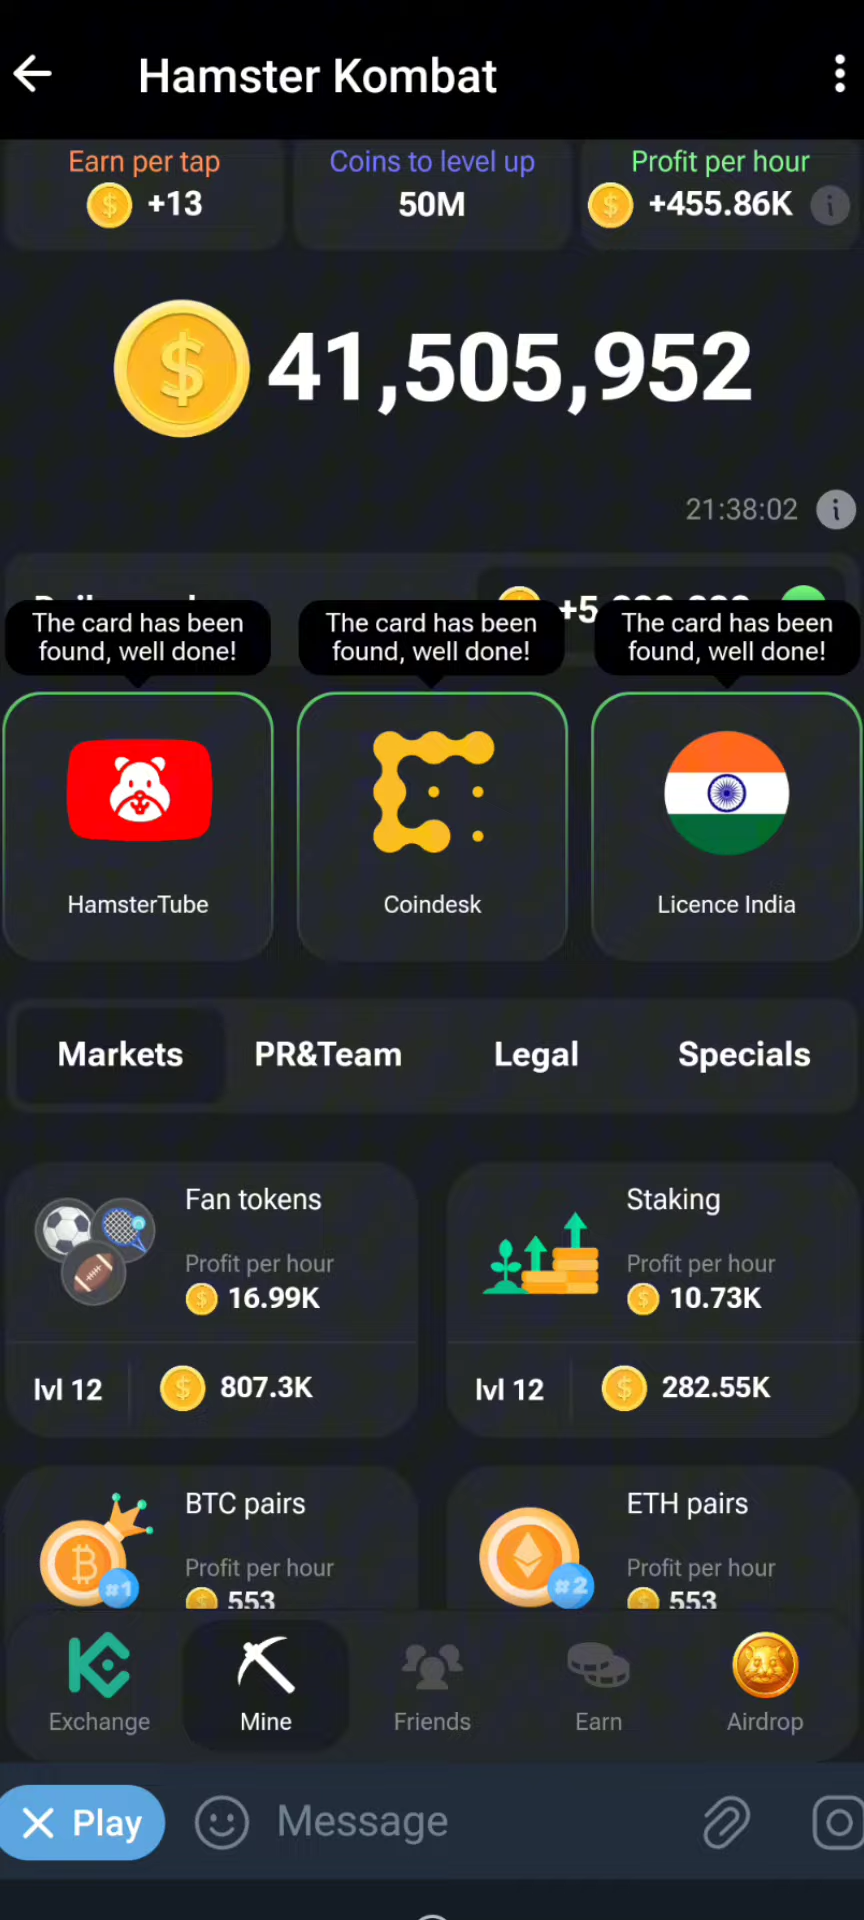 Hamster Kombat
Earn per tap
+13
Coins to level up
50M
Profit per hour
+455.86K
41,505,952
21:38:02
The card has been
found, well done!
The card has been
found, well done!
The card has been
found, well done!
HamsterTube
Coindesk
Licence India
Markets
PR&Team
Legal
Specials
Fan tokens
Profit per hour
16.99K
lvl 12
807.3K
Staking
Profit per hour
10.73K
lvl 12
282.55K
BTC pairs
#1
Profit per hour
553
ETH pairs
#2
Profit per hour
553
Exchange
Mine
Friends
Earn
Airdrop
Play
Message